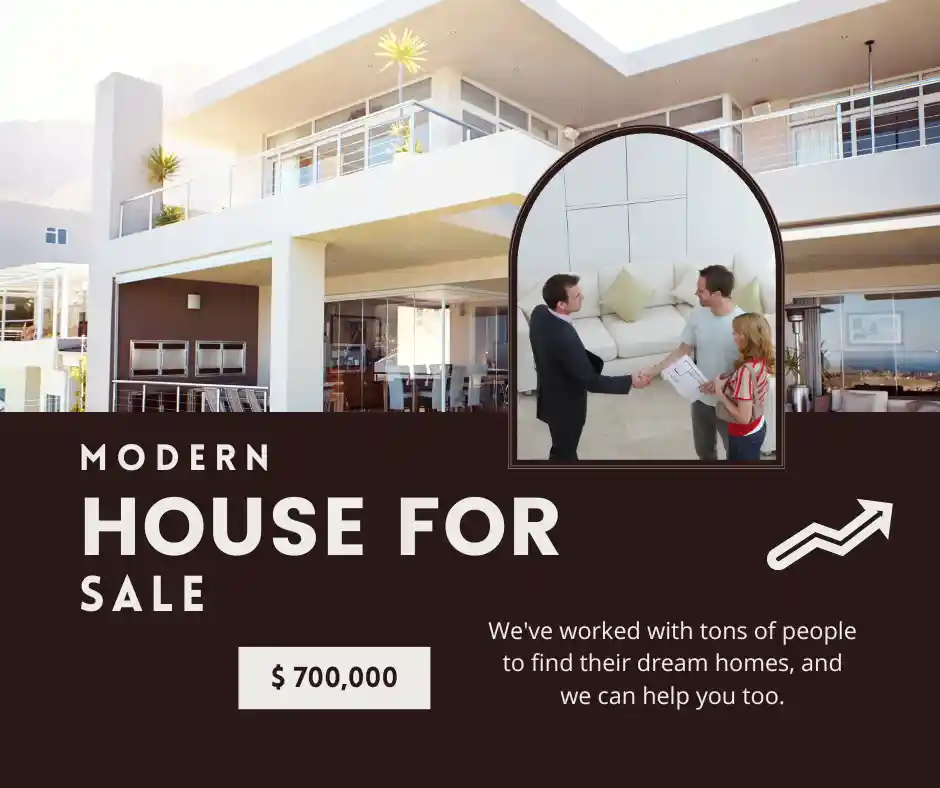 MODERN
HOUSE FOR
SALE
$ 700,000
We've worked with tons of people
to find their dream homes, and
we can help you too.